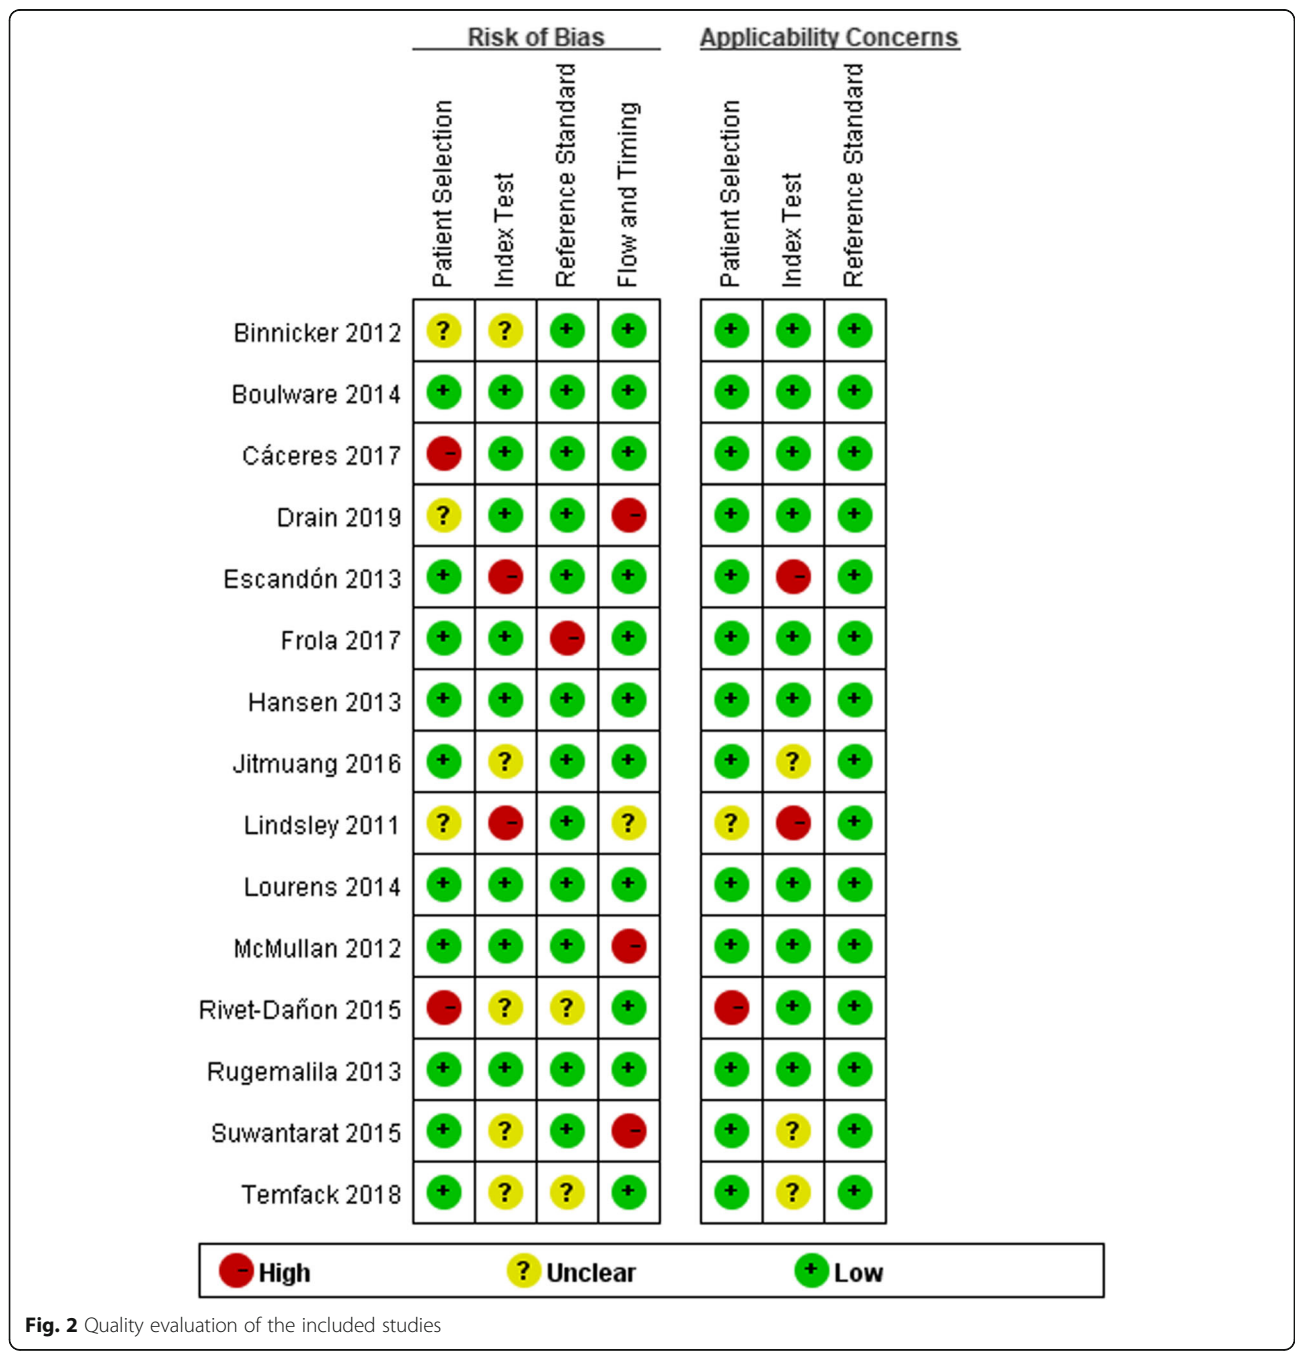 Risk of Bias
Applicability Concerns
Patient Selection
Index Test
Reference Standard
Flow and Timing
Patient Selection
Index Test
Reference Standard
Binnicker 2012 ? ? + + + + +
Boulware 2014 + + + + + + +
Cáceres 2017 - + + + + + +
Drain 2019 ? + + - + + +
Escandón 2013 + - + + + - +
Frola 2017 + + - + + + +
Hansen 2013 + + + + + + +
Jitmuang 2016 + ? + + + ? +
Lindsley 2011 ? - + ? ? - +
Lourens 2014 + + + + + + +
McMullan 2012 + + + - + + +
Rivet-Dañon 2015 - ? ? + - + +
Rugemalila 2013 + + + + + + +
Suwantarat 2015 + ? + - + ? +
Temfack 2018 + ? ? + + ? +
- High ? Unclear + Low
Fig. 2 Quality evaluation of the included studies